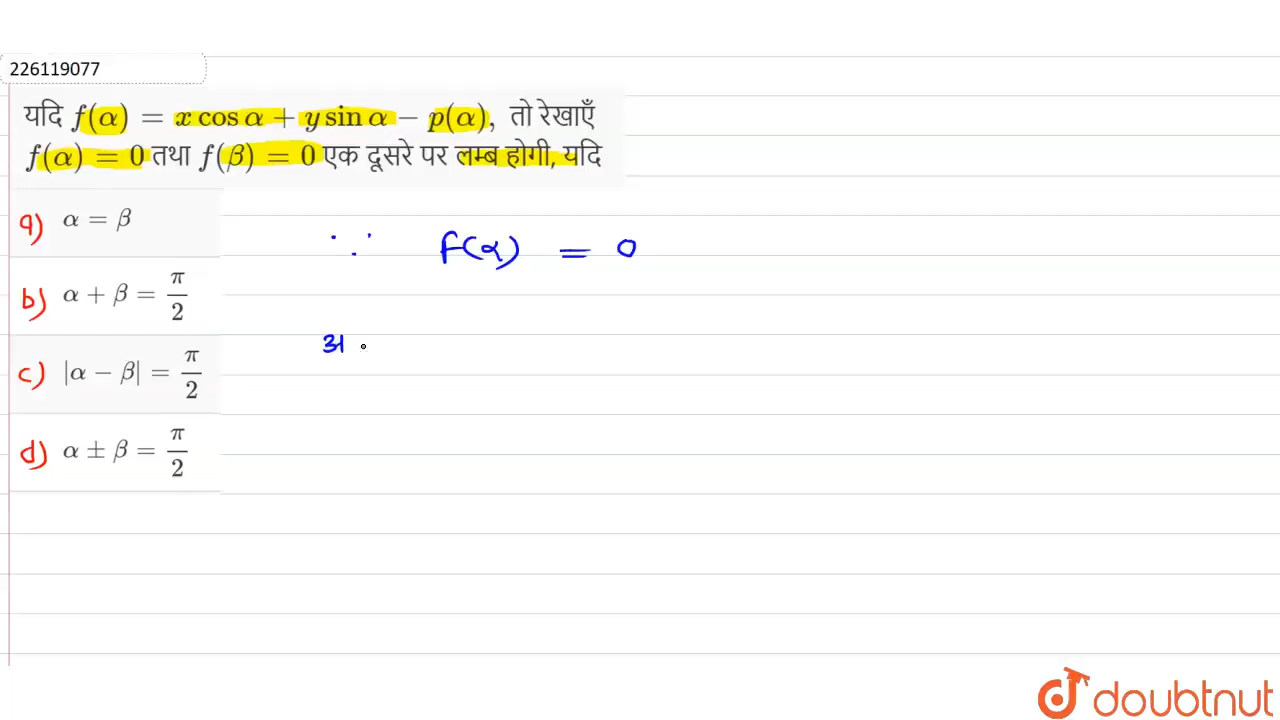 226119077
यदि f(α) = x cos α + y sin α − p(α), तो रेखाएँ
f(α) = 0 तथा f(β) = 0 एक दूसरे पर लम्ब होगी, यदि
a) α = β
∵ f(α) = 0
b) α + β = π/2
अ
c) |α − β| = π/2
d) α ± β = π/2
doubtnut